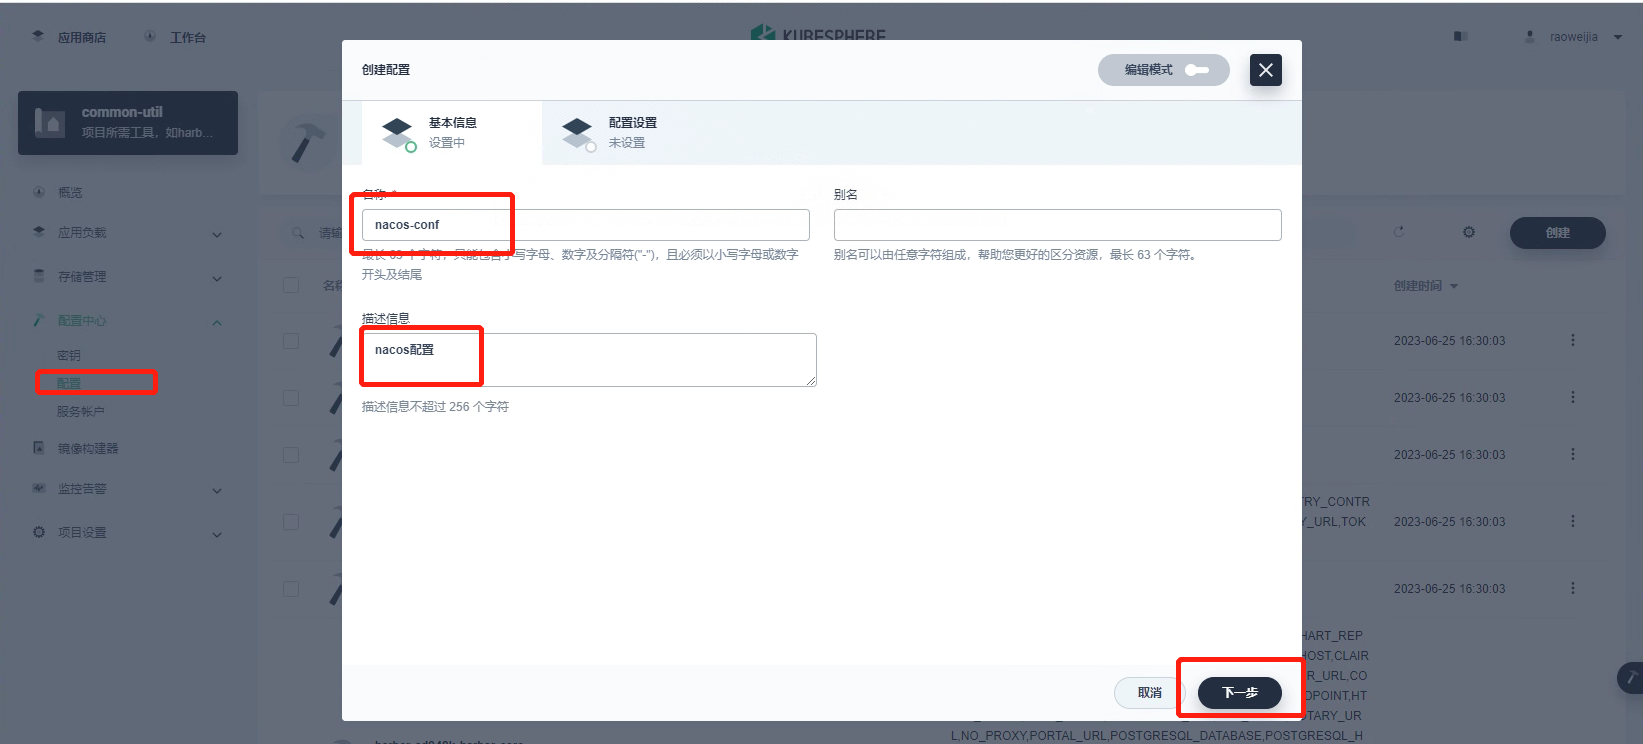 应用商店
工作台
KUBESPHERE
raoweijia
common-util
项目所需工具，如harb...
概览
应用负载
存储管理
配置中心
密钥
配置
服务帐户
镜像构建器
监控告警
项目设置
创建
创建时间
2023-06-25 16:30:03
2023-06-25 16:30:03
2023-06-25 16:30:03
2023-06-25 16:30:03
2023-06-25 16:30:03
创建配置
编辑模式
基本信息
设置中
配置设置
未设置
名称 *
nacos-conf
最长 63 个字符，只能包含小写字母、数字及分隔符("-")，且必须以小写字母或数字
开头及结尾
别名
别名可以由任意字符组成，帮助您更好的区分资源，最长 63 个字符。
描述信息
nacos配置
描述信息不超过 256 个字符
取消
下一步
TRY_CONTR
Y_URL,TOK
HART_REP
HOST,CLAIR
R_URL,CO
DPOINT,HT
OTARY_UR
L,NO_PROXY,PORTAL_URL,POSTGRESQL_DATABASE,POSTGRESQL_H